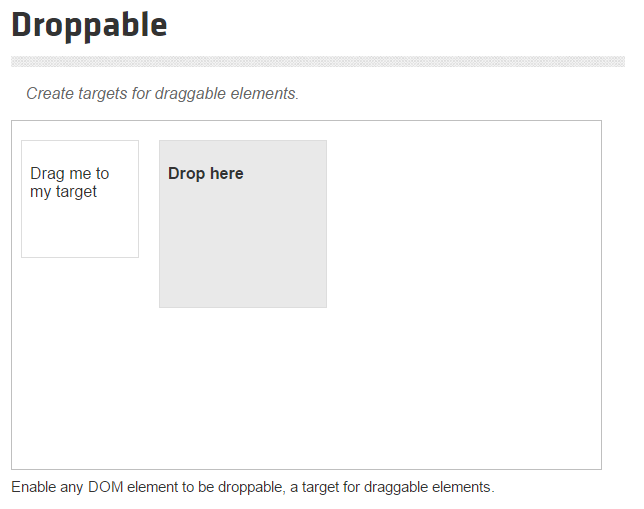 Droppable
Create targets for draggable elements.
Drag me to
my target
Drop here
Enable any DOM element to be droppable, a target for draggable elements.